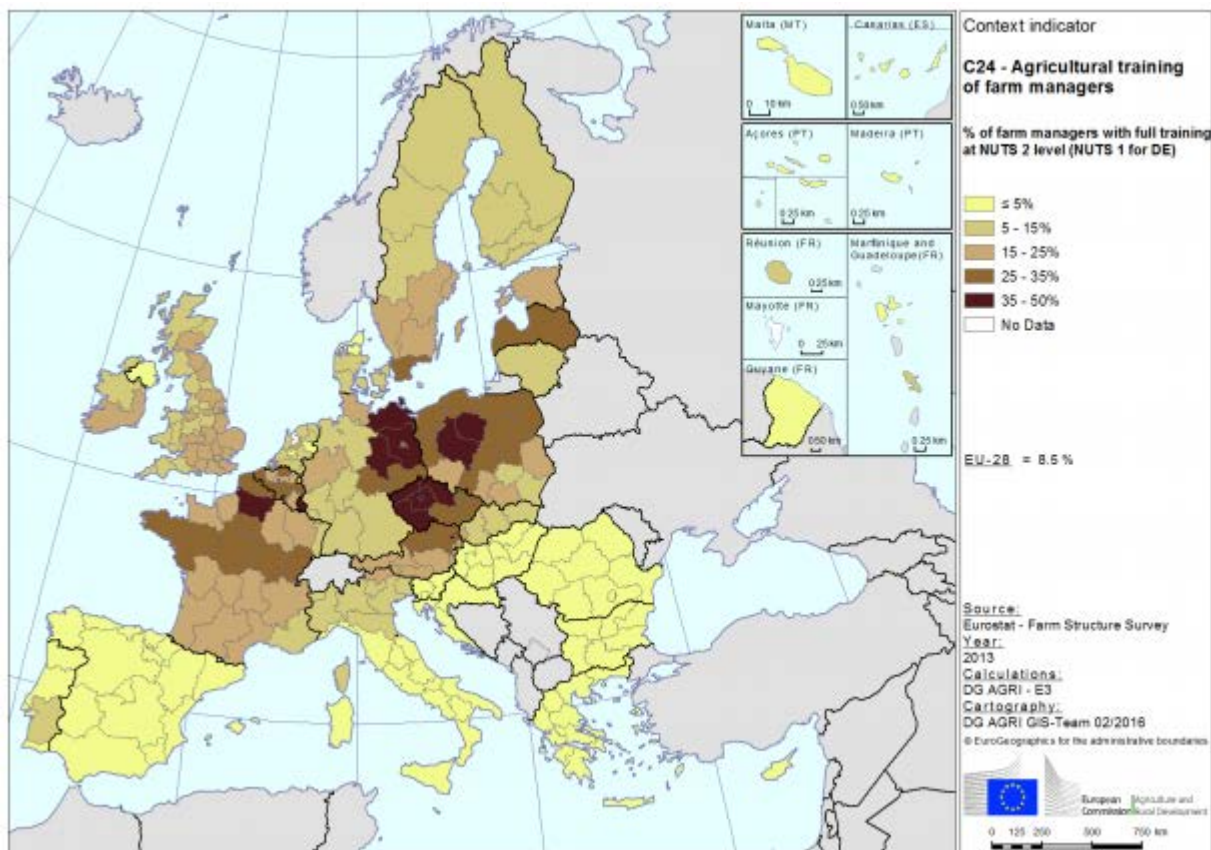 Malta (MT)
0 10 km
Canarias (ES)
0 50 km
Açores (PT)
0 25 km
Madeira (PT)
0 25 km
Réunion (FR)
0 25 km
Martinique and
Guadeloupe (FR)
0 25 km
Mayotte (FR)
0 25 km
Guyane (FR)
0 50 km
Context indicator
C24 - Agricultural training
of farm managers
% of farm managers with full training
at NUTS 2 level (NUTS 1 for DE)
≤ 5%
5 - 15%
15 - 25%
25 - 35%
35 - 50%
No Data
EU-28 = 8.5 %
Source:
Eurostat - Farm Structure Survey
Year:
2013
Calculations:
DG AGRI - E3
Cartography:
DG AGRI GIS-Team 02/2016
© EuroGeographics for the administrative boundaries
European
Commission
Agriculture and
Rural Development
0 125 250 500 750 km